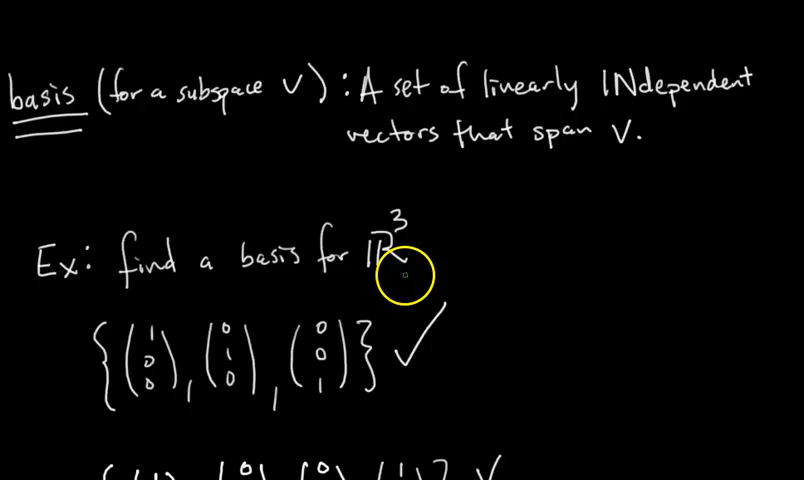 basis (for a subspace V) : A set of linearly INdependent
vectors that span V.
Ex: find a basis for ℝ³
{(1 0 0), (0 1 0), (0 0 1)} ✓